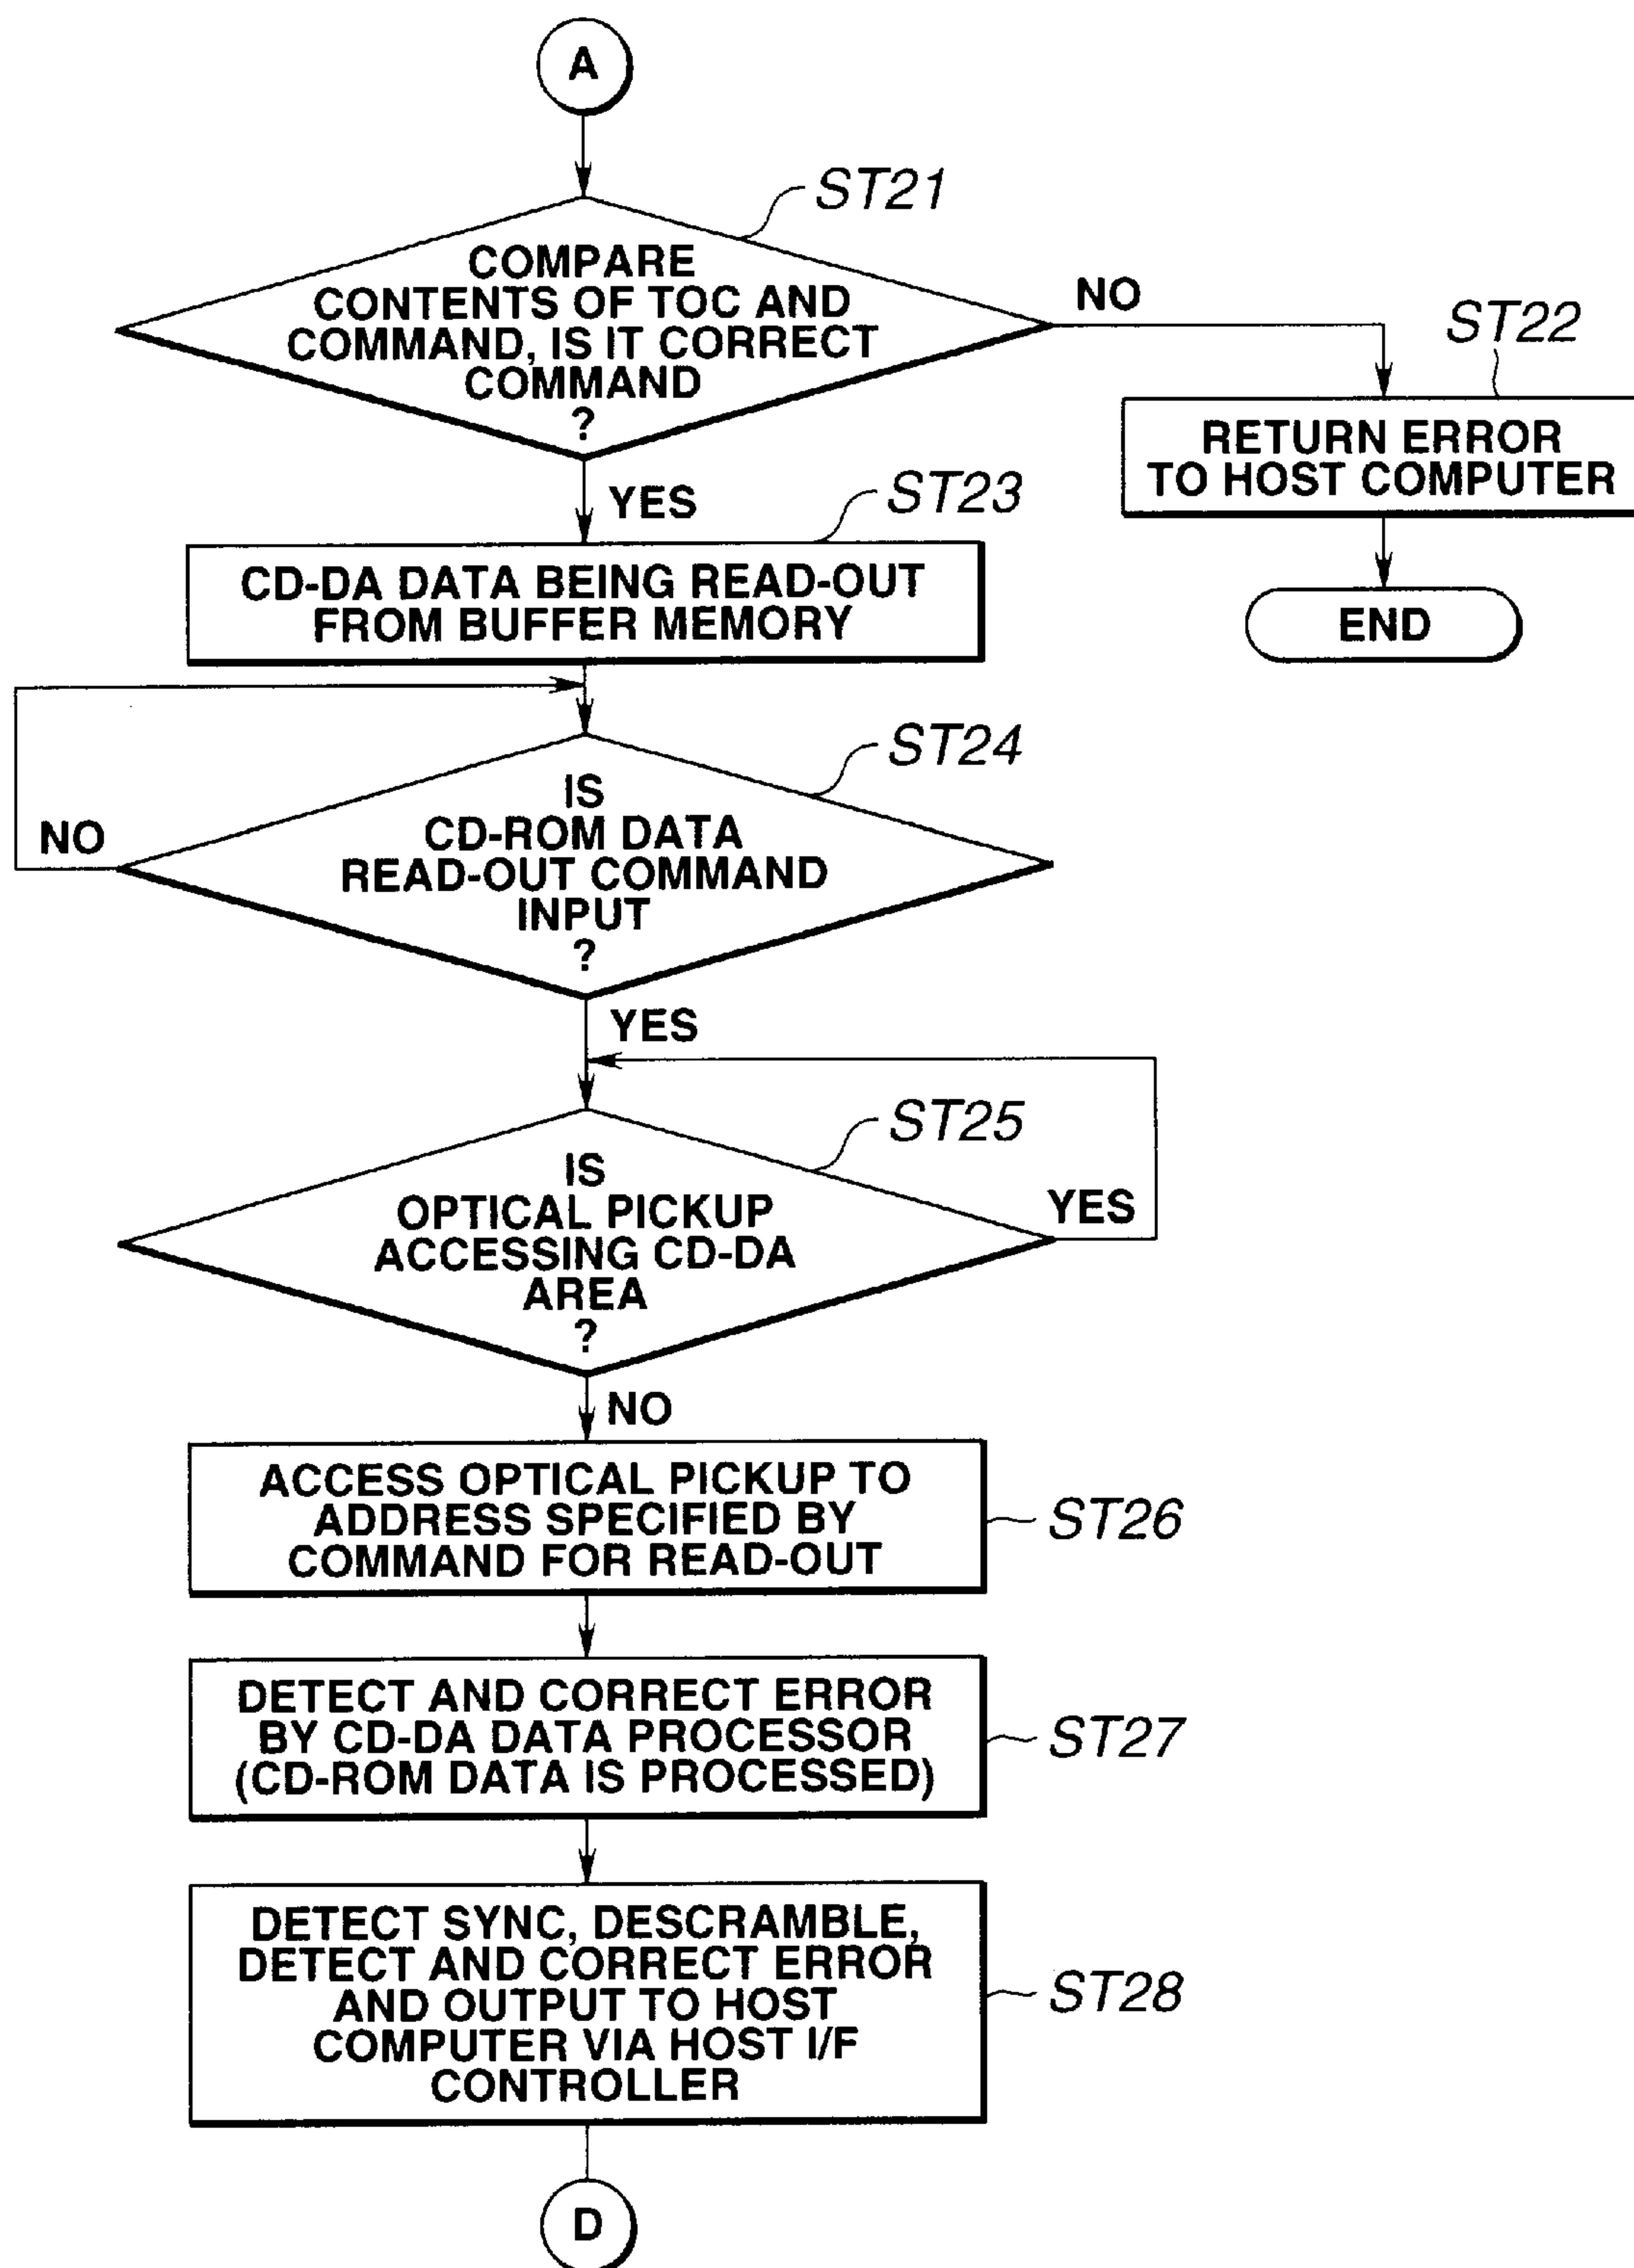 A
ST21
COMPARE
CONTENTS OF TOC AND
COMMAND, IS IT CORRECT
COMMAND
?
NO
ST22
RETURN ERROR
TO HOST COMPUTER
END
YES
ST23
CD-DA DATA BEING READ-OUT
FROM BUFFER MEMORY
ST24
IS
CD-ROM DATA
READ-OUT COMMAND
INPUT
?
NO
YES
ST25
IS
OPTICAL PICKUP
ACCESSING CD-DA
AREA
?
YES
NO
ACCESS OPTICAL PICKUP TO
ADDRESS SPECIFIED BY
COMMAND FOR READ-OUT
ST26
DETECT AND CORRECT ERROR
BY CD-DA DATA PROCESSOR
(CD-ROM DATA IS PROCESSED)
ST27
DETECT SYNC, DESCRAMBLE,
DETECT AND CORRECT ERROR
AND OUTPUT TO HOST
COMPUTER VIA HOST I/F
CONTROLLER
ST28
D